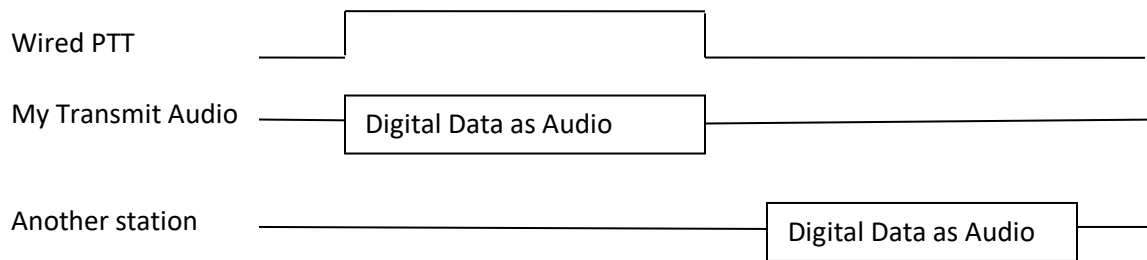 Wired PTT
My Transmit Audio
Digital Data as Audio
Another station
Digital Data as Audio